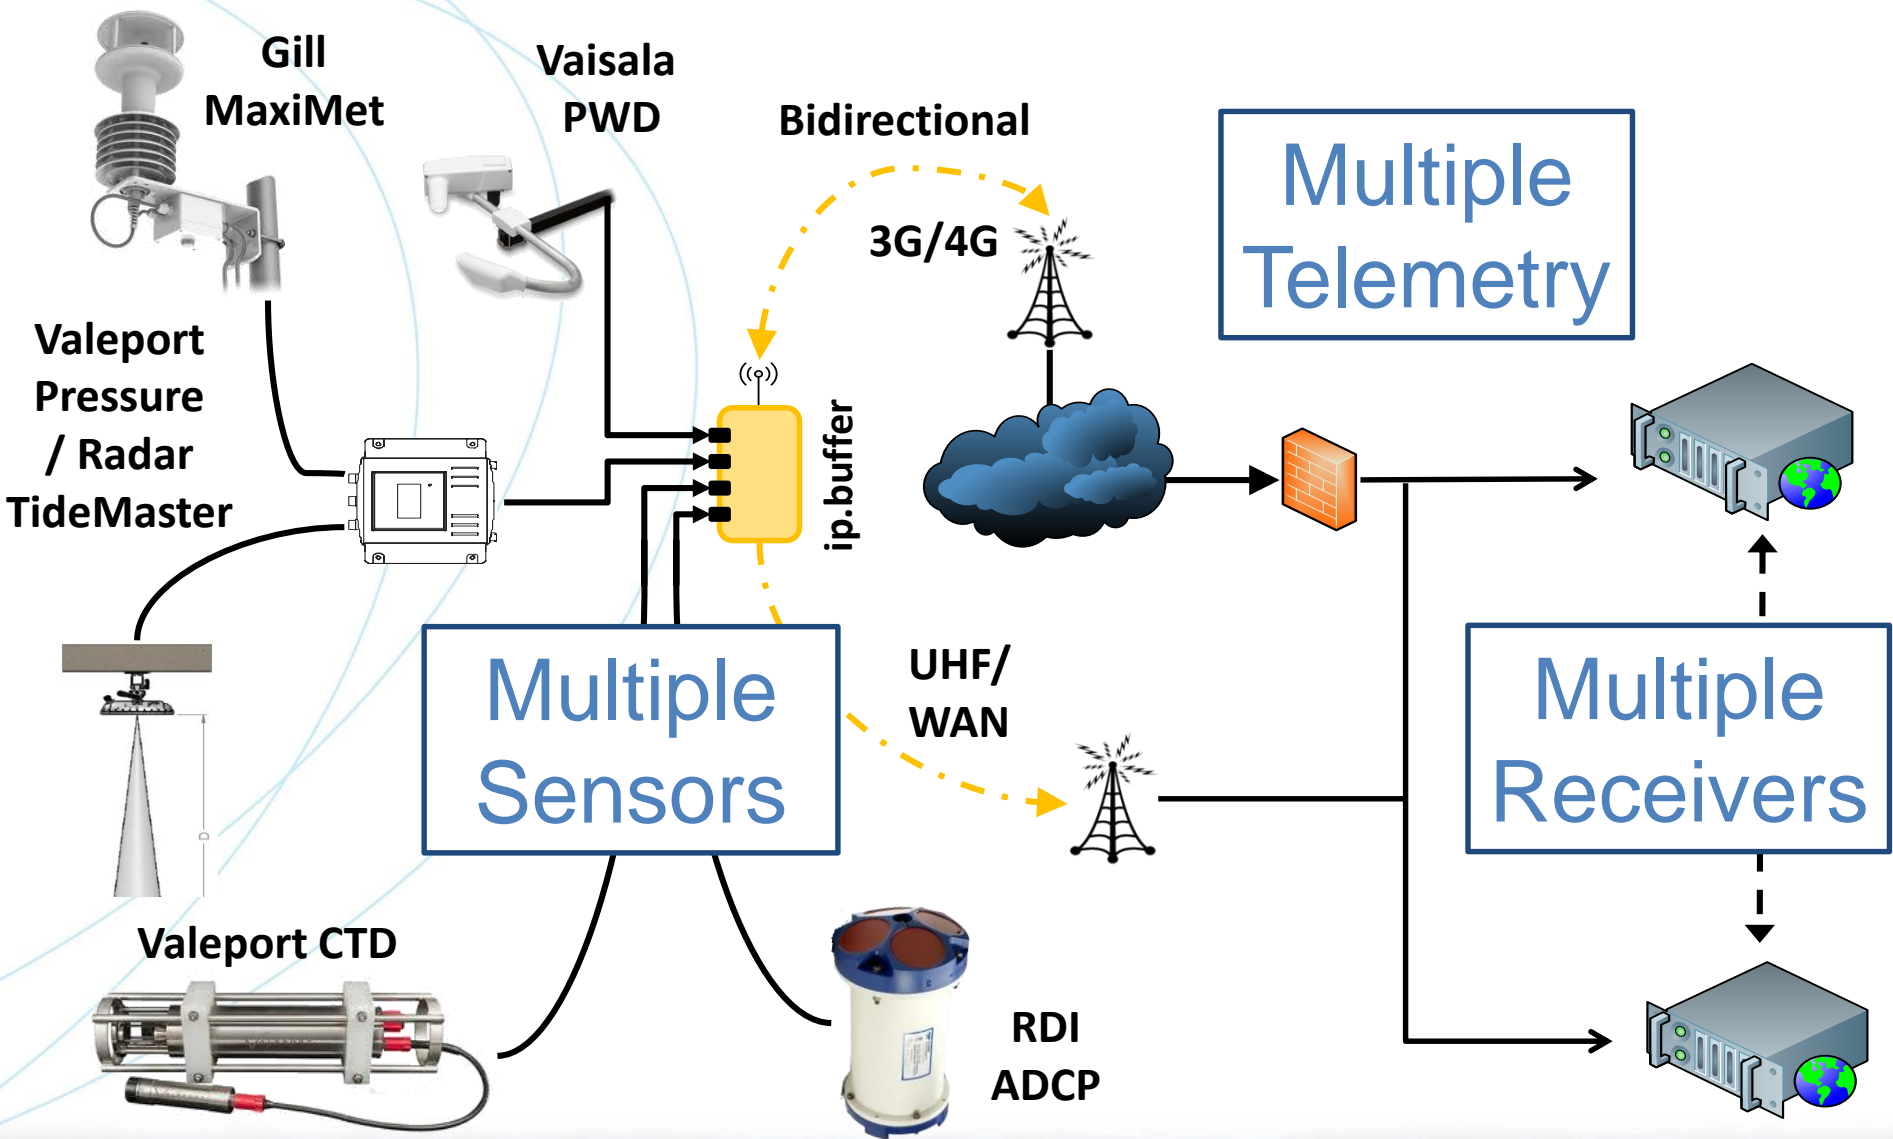 Gill
MaxiMet
Vaisala
PWD
Bidirectional
3G/4G
Multiple
Telemetry
Valeport
Pressure
/ Radar
TideMaster
ip.buffer
Multiple
Sensors
UHF/
WAN
Multiple
Receivers
D
Valeport CTD
RDI
ADCP